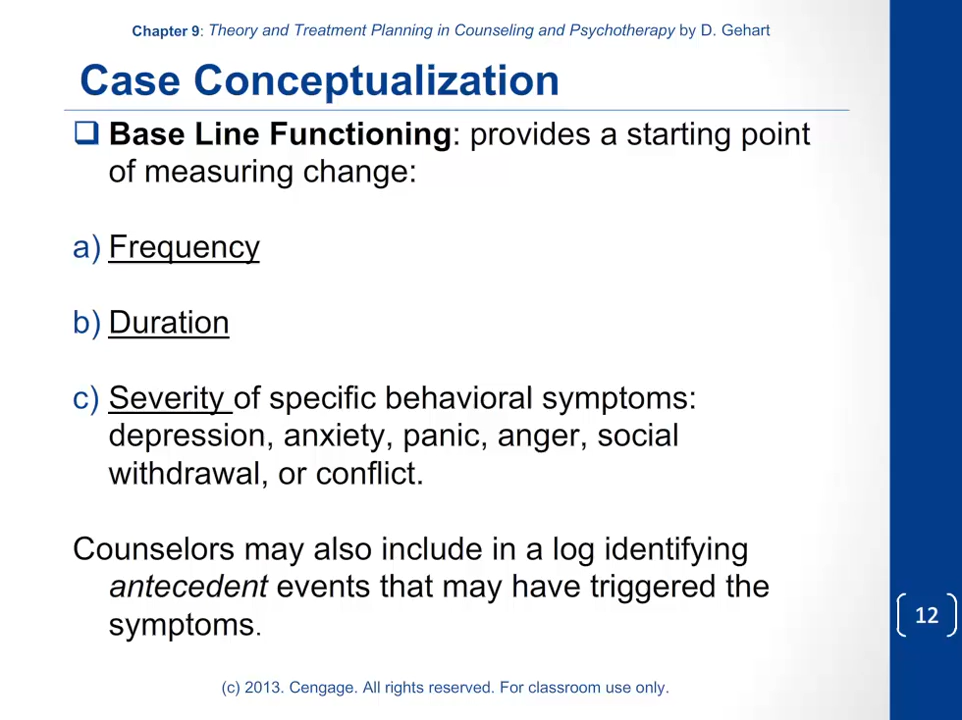 Chapter 9: Theory and Treatment Planning in Counseling and Psychotherapy by D. Gehart
Case Conceptualization
Base Line Functioning: provides a starting point
of measuring change:
a) Frequency
b) Duration
c) Severity of specific behavioral symptoms:
depression, anxiety, panic, anger, social
withdrawal, or conflict.
Counselors may also include in a log identifying
antecedent events that may have triggered the
symptoms.
12
(c) 2013. Cengage. All rights reserved. For classroom use only.